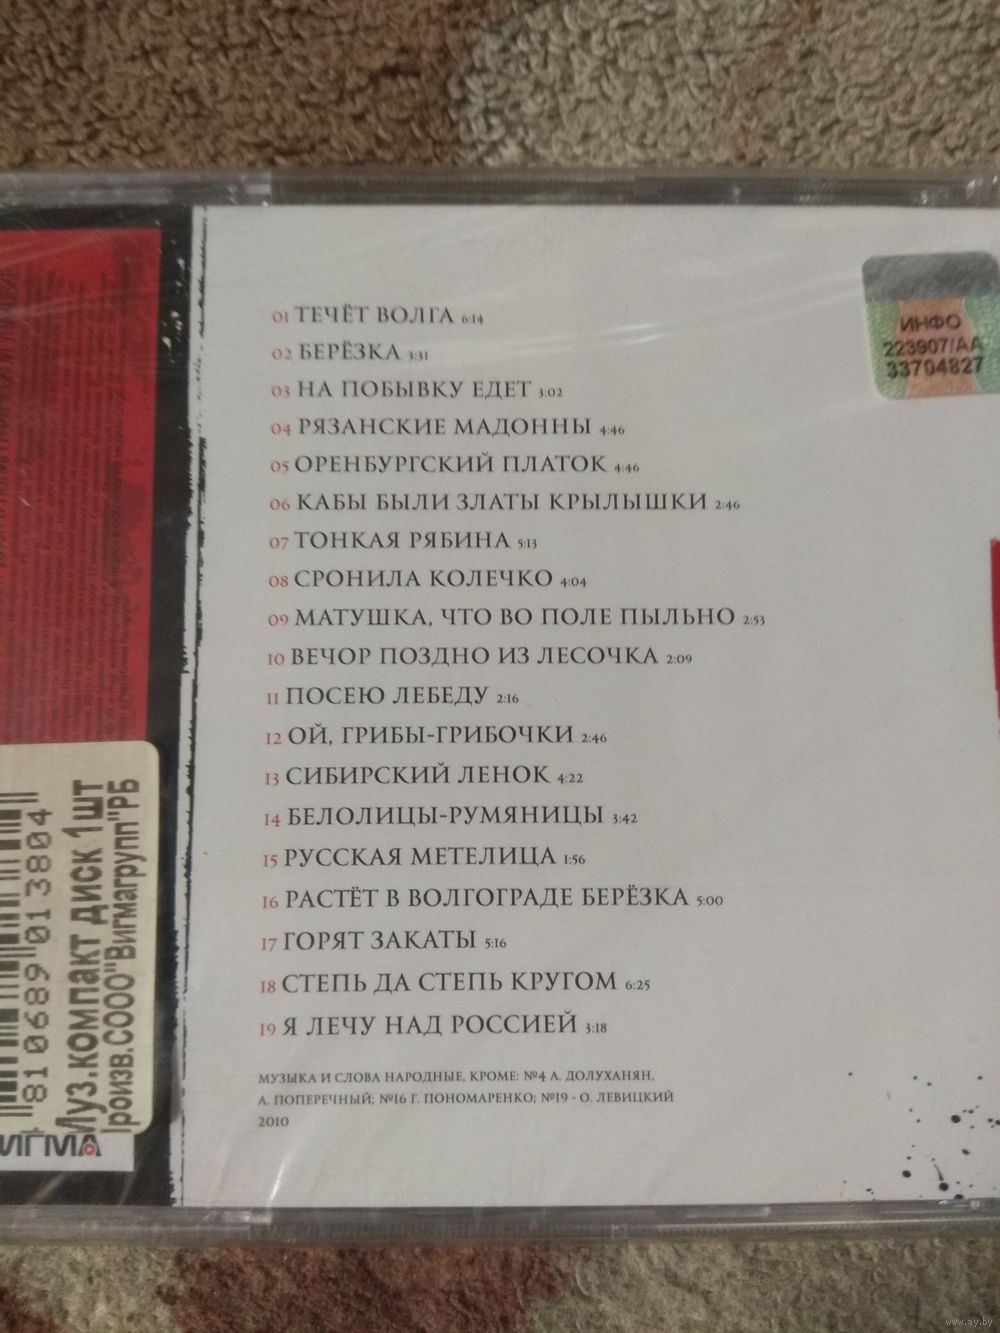 01 ТЕЧЁТ ВОЛГА 6:14
02 БЕРЁЗКА 3:31
03 НА ПОБЫВКУ ЕДЕТ 3:02
04 РЯЗАНСКИЕ МАДОННЫ 4:46
05 ОРЕНБУРГСКИЙ ПЛАТОК 4:46
06 КАБЫ БЫЛИ ЗЛАТЫ КРЫЛЫШКИ 2:46
07 ТОНКАЯ РЯБИНА 5:13
08 СРОНИЛА КОЛЕЧКО 4:04
09 МАТУШКА, ЧТО ВО ПОЛЕ ПЫЛЬНО 2:53
10 ВЕЧОР ПОЗДНО ИЗ ЛЕСОЧКА 2:09
11 ПОСЕЮ ЛЕБЕДУ 2:16
12 ОЙ, ГРИБЫ-ГРИБОЧКИ 2:46
13 СИБИРСКИЙ ЛЕНОК 4:22
14 БЕЛОЛИЦЫ-РУМЯНИЦЫ 3:42
15 РУССКАЯ МЕТЕЛИЦА 1:56
16 РАСТЁТ В ВОЛГОГРАДЕ БЕРЁЗКА 5:00
17 ГОРЯТ ЗАКАТЫ 5:16
18 СТЕПЬ ДА СТЕПЬ КРУГОМ 6:25
19 Я ЛЕЧУ НАД РОССИЕЙ 3:18
МУЗЫКА И СЛОВА НАРОДНЫЕ, КРОМЕ: №4 А. ДОЛУХАНЯН,
А. ПОПЕРЕЧНЫЙ; №16 Г. ПОНОМАРЕНКО; №19 - О. ЛЕВИЦКИЙ
2010
ИНФО
223907/АА
33704827
810689013804
Муз.компакт диск 1шт
роизв.СООО"Вигмагрупп"РБ
ИГМА
www.ay.by